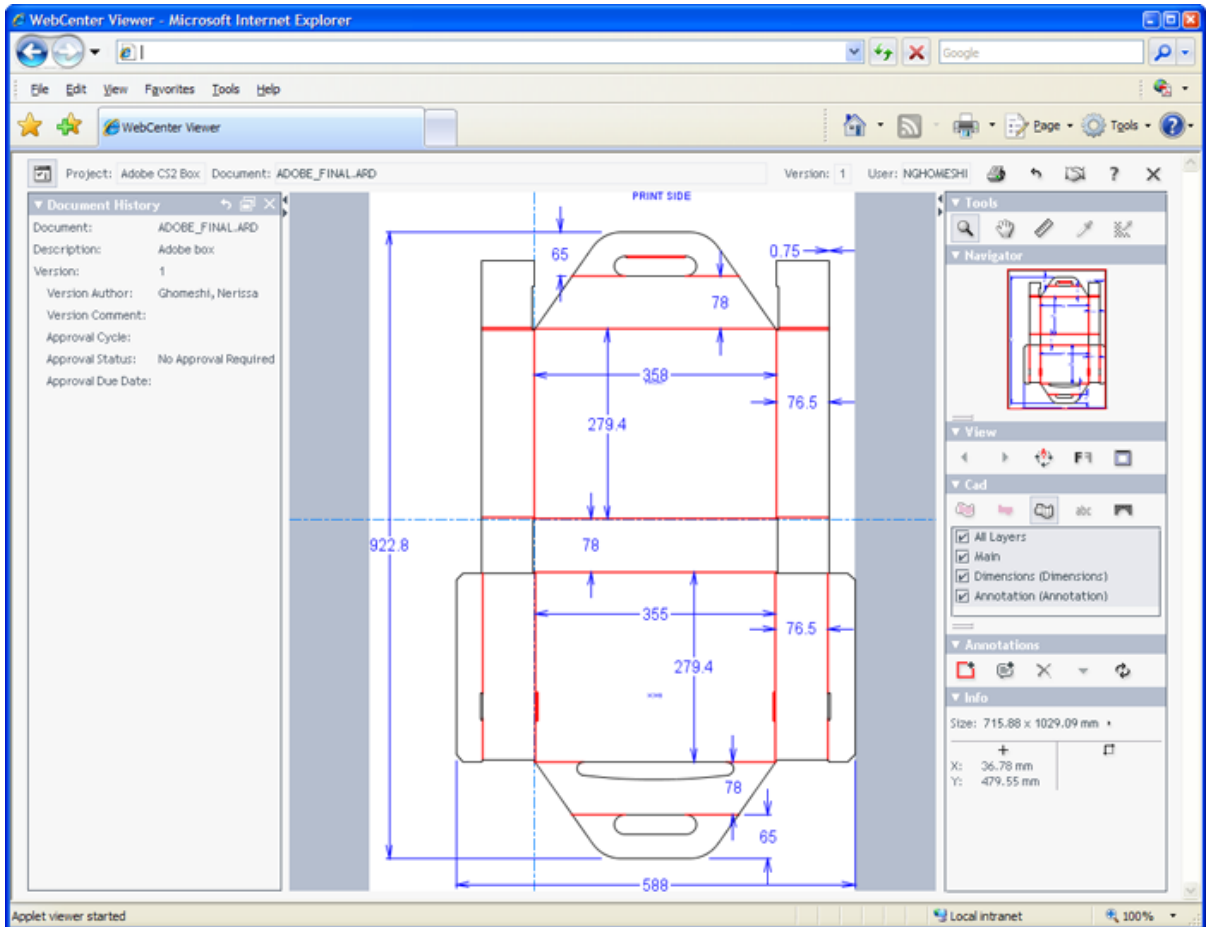 WebCenter Viewer - Microsoft Internet Explorer
Google
File Edit View Favorites Tools Help
WebCenter Viewer
Page Tools
Project: Adobe CS2 Box Document: ADOBE_FINAL.ARD Version: 1 User: NGHOMESHI
Document History
Document: ADOBE_FINAL.ARD
Description: Adobe box
Version: 1
Version Author: Ghomeshi, Nerissa
Version Comment:
Approval Cycle:
Approval Status: No Approval Required
Approval Due Date:
PRINT SIDE
65
0.75
78
358
76.5
279.4
922.8
78
355
76.5
279.4
78
65
588
Tools
Navigator
View
Cad
abc
All Layers
Main
Dimensions (Dimensions)
Annotation (Annotation)
Annotations
Info
Size: 715.88 x 1029.09 mm
X: 36.78 mm
Y: 479.55 mm
Applet viewer started
Local intranet
100%